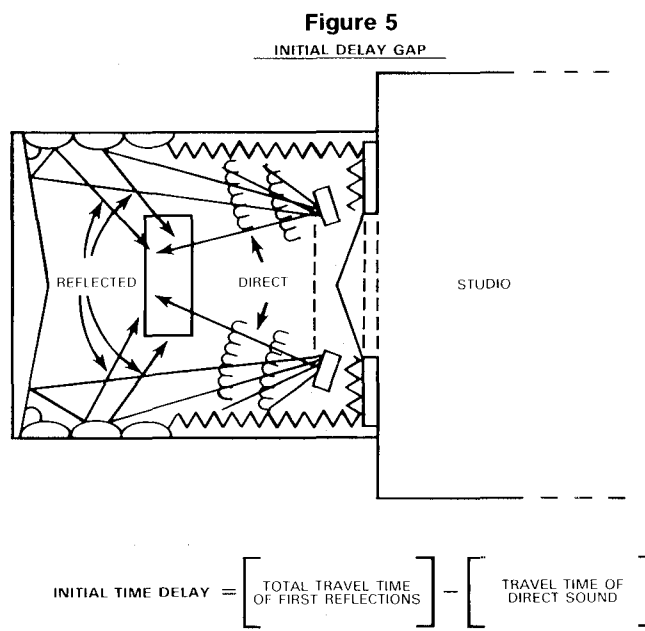 Figure 5
INITIAL DELAY GAP
REFLECTED
DIRECT
STUDIO
INITIAL TIME DELAY = [TOTAL TRAVEL TIME OF FIRST REFLECTIONS] - [TRAVEL TIME OF DIRECT SOUND]